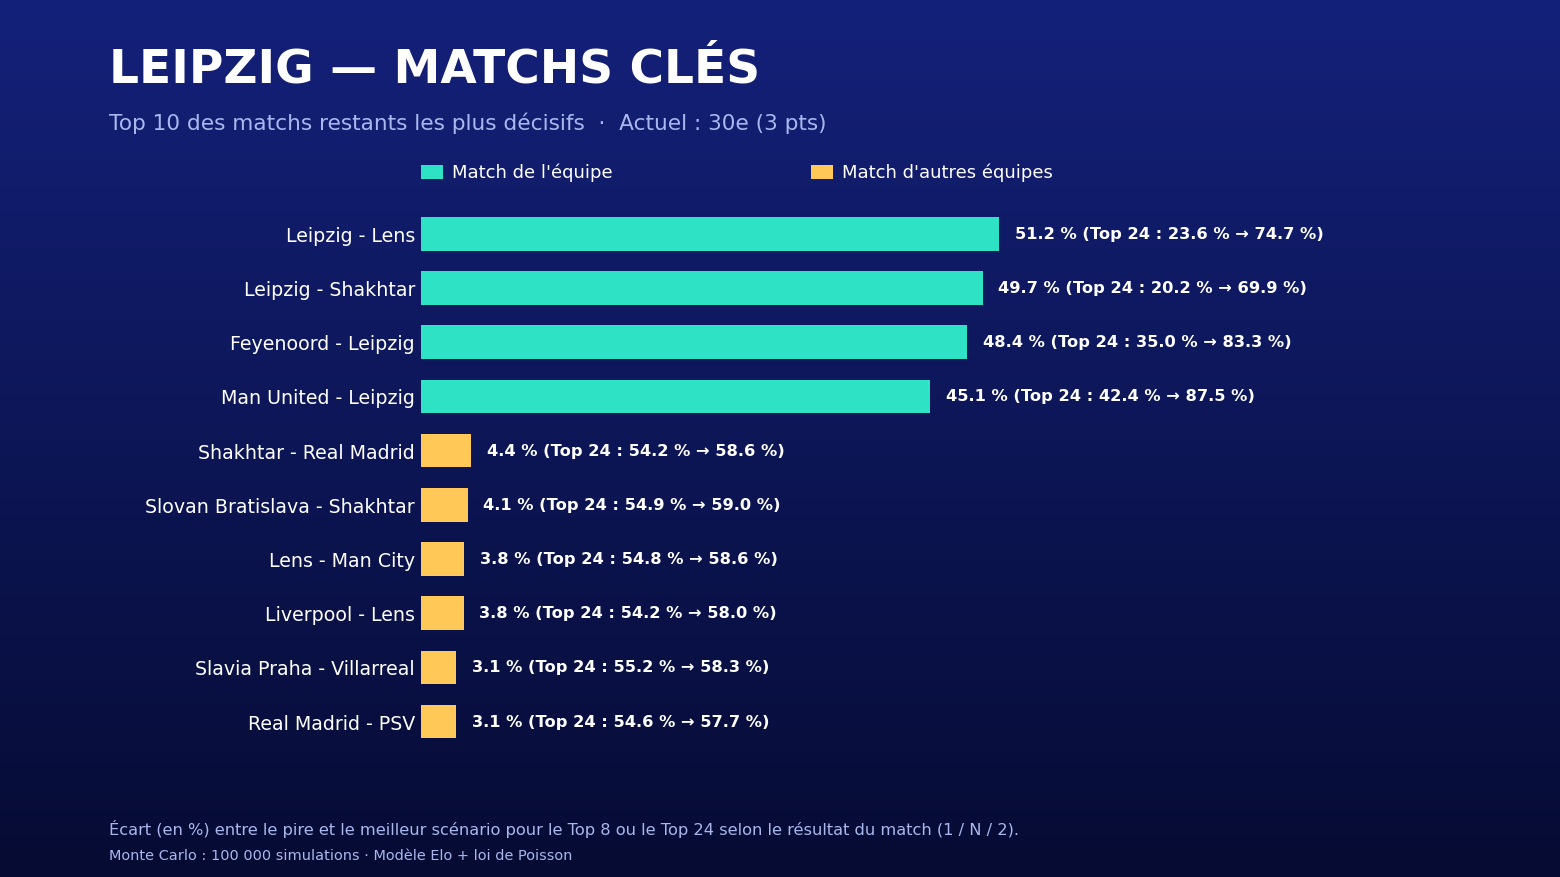 LEIPZIG — MATCHS CLÉS
Top 10 des matchs restants les plus décisifs · Actuel : 30e (3 pts)
Match de l'équipe
Match d'autres équipes
Leipzig - Lens 51.2 % (Top 24 : 23.6 % → 74.7 %)
Leipzig - Shakhtar 49.7 % (Top 24 : 20.2 % → 69.9 %)
Feyenoord - Leipzig 48.4 % (Top 24 : 35.0 % → 83.3 %)
Man United - Leipzig 45.1 % (Top 24 : 42.4 % → 87.5 %)
Shakhtar - Real Madrid 4.4 % (Top 24 : 54.2 % → 58.6 %)
Slovan Bratislava - Shakhtar 4.1 % (Top 24 : 54.9 % → 59.0 %)
Lens - Man City 3.8 % (Top 24 : 54.8 % → 58.6 %)
Liverpool - Lens 3.8 % (Top 24 : 54.2 % → 58.0 %)
Slavia Praha - Villarreal 3.1 % (Top 24 : 55.2 % → 58.3 %)
Real Madrid - PSV 3.1 % (Top 24 : 54.6 % → 57.7 %)
Écart (en %) entre le pire et le meilleur scénario pour le Top 8 ou le Top 24 selon le résultat du match (1 / N / 2).
Monte Carlo : 100 000 simulations · Modèle Elo + loi de Poisson